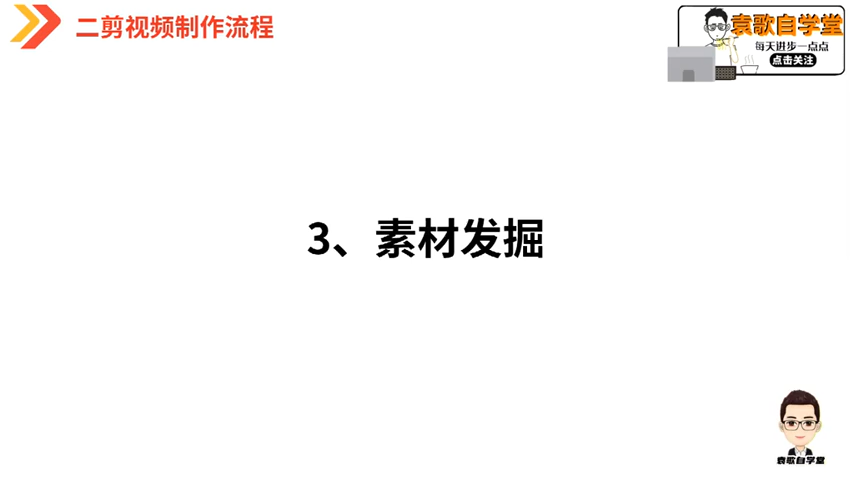 二剪视频制作流程
袁歌自学堂
每天进步一点点
点击关注
3、素材发掘
袁歌自学堂